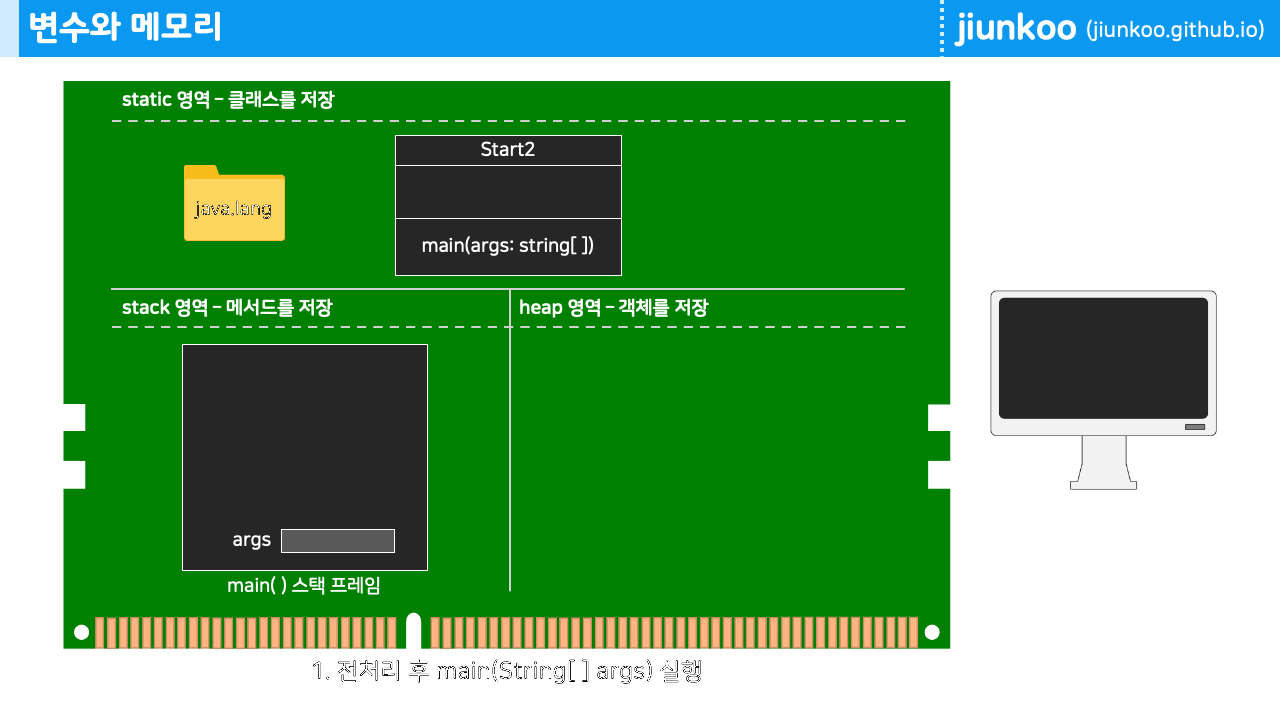 변수와 메모리
jiunkoo (jiunkoo.github.io)
static 영역 – 클래스를 저장
java.lang
Start2
main(args: string[ ])
stack 영역 – 메서드를 저장
heap 영역 – 객체를 저장
args
main( ) 스택 프레임
1. 전처리 후 main(String[ ] args) 실행